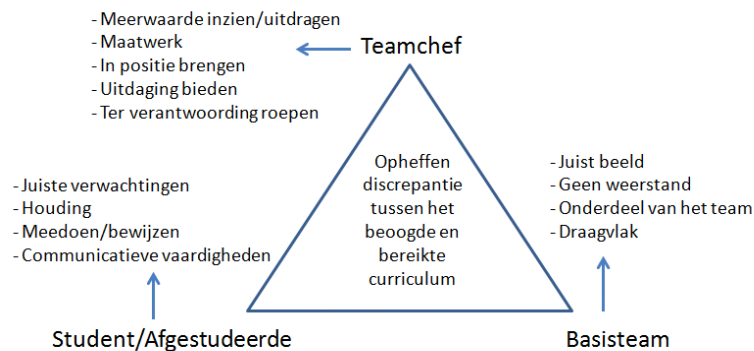 - Meerwaarde inzien/uitdragen
- Maatwerk
- In positie brengen
- Uitdaging bieden
- Ter verantwoording roepen
Teamchef
Opheffen
discrepantie
tussen het
beoogde en
bereikte
curriculum
- Juiste verwachtingen
- Houding
- Meedoen/bewijzen
- Communicatieve vaardigheden
- Juist beeld
- Geen weerstand
- Onderdeel van het team
- Draagvlak
Student/Afgestudeerde
Basisteam